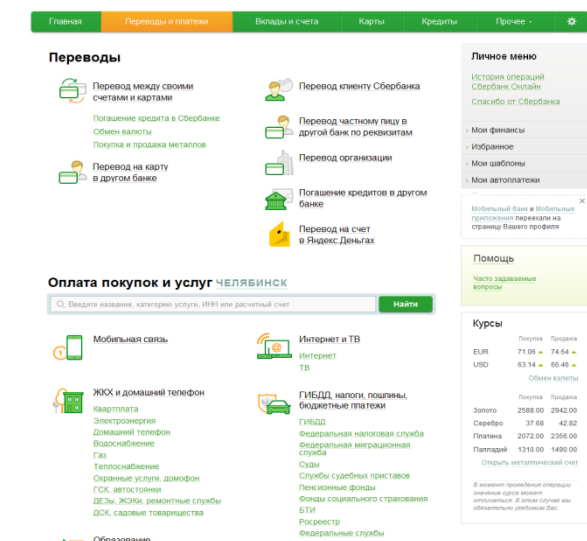 Главная Переводы и платежи Вклады и счета Карты Кредиты Прочее
Переводы
Перевод между своими
счетами и картами
Погашение кредита в Сбербанке
Обмен валюты
Покупка и продажа металлов
Перевод на карту
в другом банке
Перевод клиенту Сбербанка
Перевод частному лицу в
другой банк по реквизитам
Перевод организации
Погашение кредитов в другом
банке
Перевод на счет
в Яндекс.Деньгах
Оплата покупок и услуг ЧЕЛЯБИНСК
Введите название, категорию услуги, ИНН или расчетный счет
Найти
Мобильная связь
Интернет и ТВ
Интернет
ТВ
ЖКХ и домашний телефон
Квартплата
Электроэнергия
Домашний телефон
Водоснабжение
Газ
Теплоснабжение
Охранные услуги, домофон
ГСК, автостоянки
ДЕЗы, ЖЭКи, ремонтные службы
ДСК, садовые товарищества
ГИБДД, налоги, пошлины,
бюджетные платежи
ГИБДД
Федеральная налоговая служба
Федеральная миграционная
служба
Суды
Службы судебных приставов
Пенсионные фонды
Фонды социального страхования
БТИ
Росреестр
Федеральные службы
Образование
Личное меню
История операций
Сбербанк Онлайн
Спасибо от Сбербанка
Мои финансы
Избранное
Мои шаблоны
Мои автоплатежи
Мобильный банк и Мобильные
приложения переехали на
страницу Вашего профиля
Помощь
Часто задаваемые
вопросы
Курсы
Покупка Продажа
EUR 71.06 74.64
USD 63.14 66.46
Обмен валюты
Покупка Продажа
Золото 2588.00 2942.00
Серебро 37.68 42.82
Платина 2072.00 2356.00
Палладий 1310.00 1490.00
Открыть металлический счет
В момент проведения операции
значение курса может
отличаться. В этом случае мы
обязательно уведомим Вас.